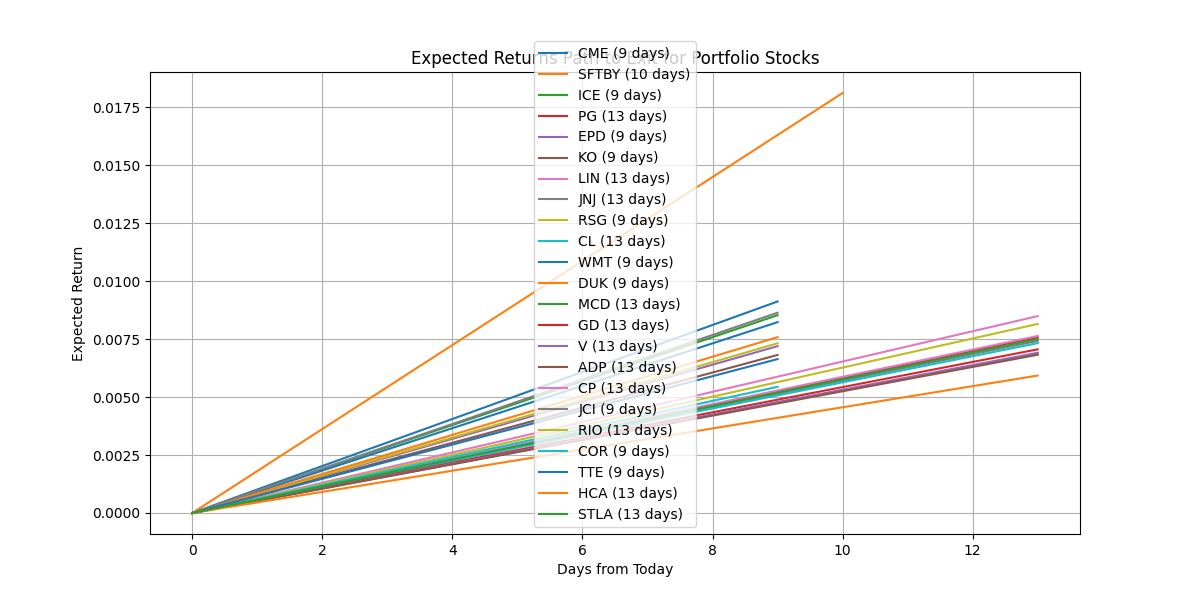 Expected Returns Path to Exit for Portfolio Stocks
CME (9 days)
SFTBY (10 days)
ICE (9 days)
PG (13 days)
EPD (9 days)
KO (9 days)
LIN (13 days)
JNJ (13 days)
RSG (9 days)
CL (13 days)
WMT (9 days)
DUK (9 days)
MCD (13 days)
GD (13 days)
V (13 days)
ADP (13 days)
CP (13 days)
JCI (9 days)
RIO (13 days)
COR (9 days)
TTE (9 days)
HCA (13 days)
STLA (13 days)
Expected Return
0.0175
0.0150
0.0125
0.0100
0.0075
0.0050
0.0025
0.0000
0 2 4 6 8 10 12
Days from Today